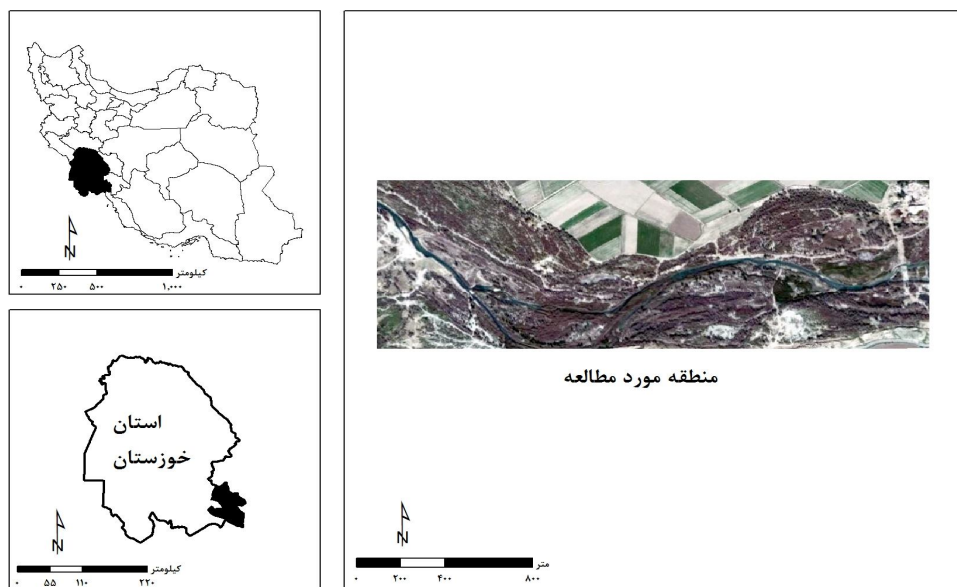 N
کیلومتر
۰ ۲۵۰ ۵۰۰ ۱,۰۰۰
استان
خوزستان
N
کیلومتر
۰ ۵۵ ۱۱۰ ۲۲۰
منطقه مورد مطالعه
N
متر
۰ ۲۰۰ ۴۰۰ ۸۰۰